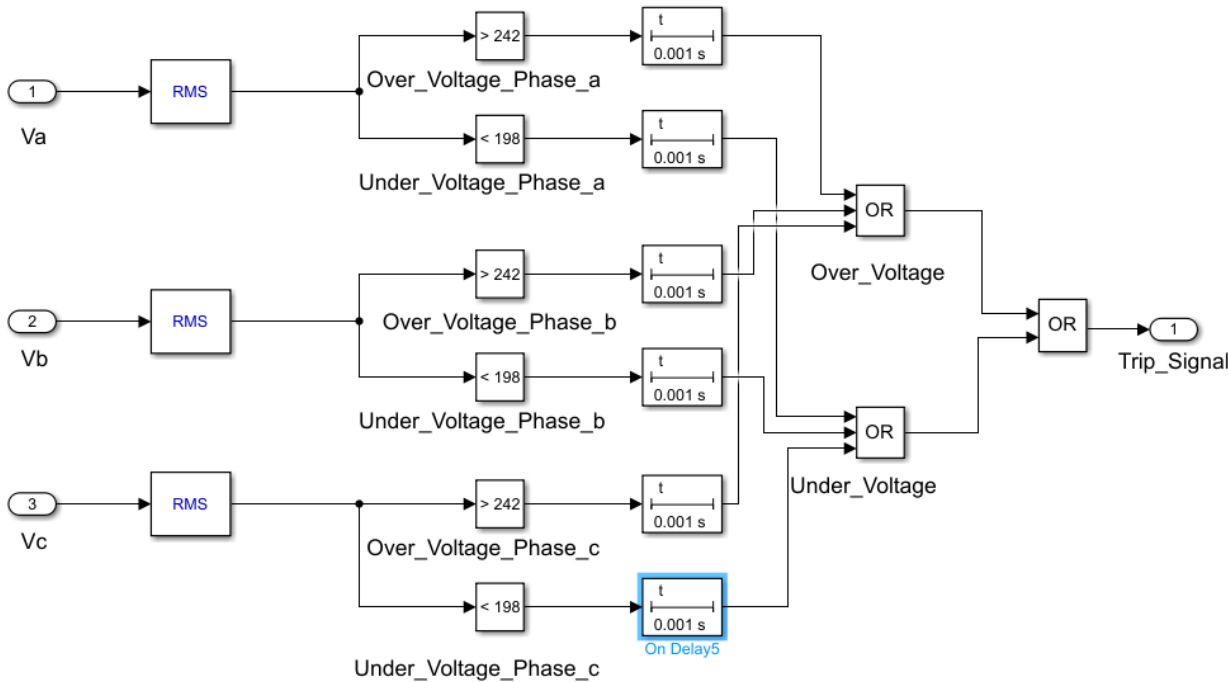 t
> 242
0.001 s
1
RMS
Over_Voltage_Phase_a
Va
t
< 198
0.001 s
Under_Voltage_Phase_a
OR
t
> 242
0.001 s
Over_Voltage
2
RMS
Over_Voltage_Phase_b
OR
1
Vb
Trip_Signal
t
< 198
0.001 s
Under_Voltage_Phase_b
OR
Under_Voltage
t
3
RMS
> 242
0.001 s
Vc
Over_Voltage_Phase_c
t
< 198
0.001 s
On Delay5
Under_Voltage_Phase_c